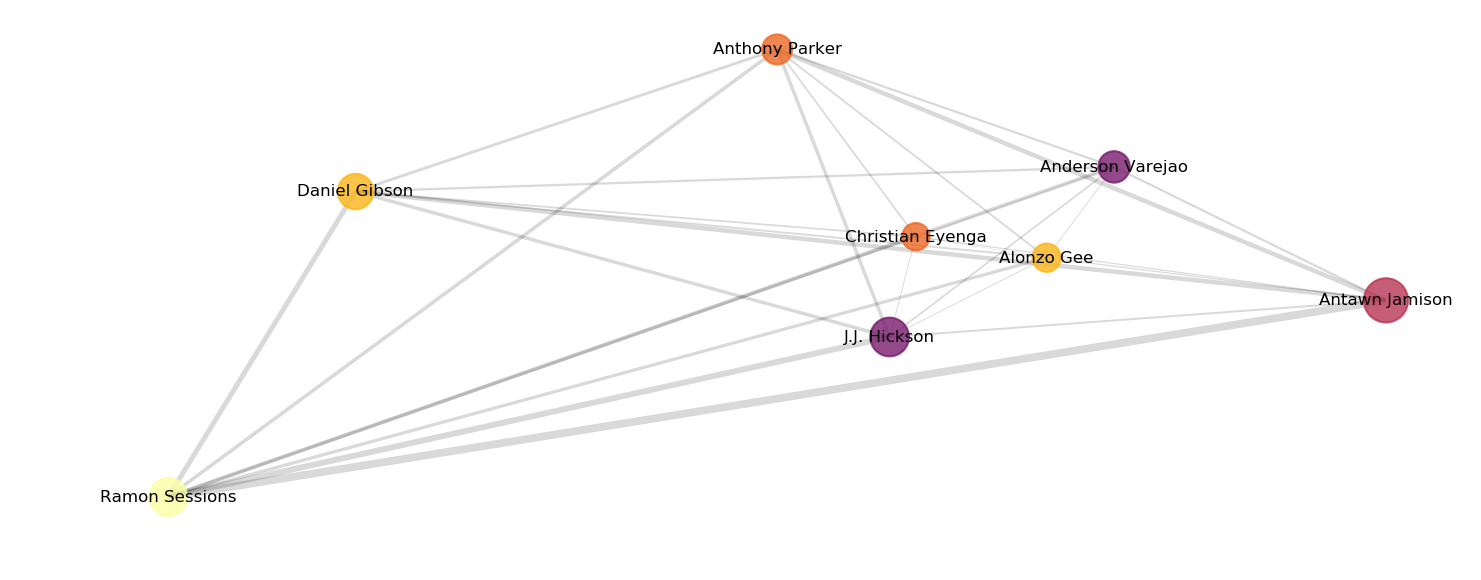 Anthony Parker
Anderson Varejao
Daniel Gibson
Christian Eyenga
Alonzo Gee
Antawn Jamison
J.J. Hickson
Ramon Sessions